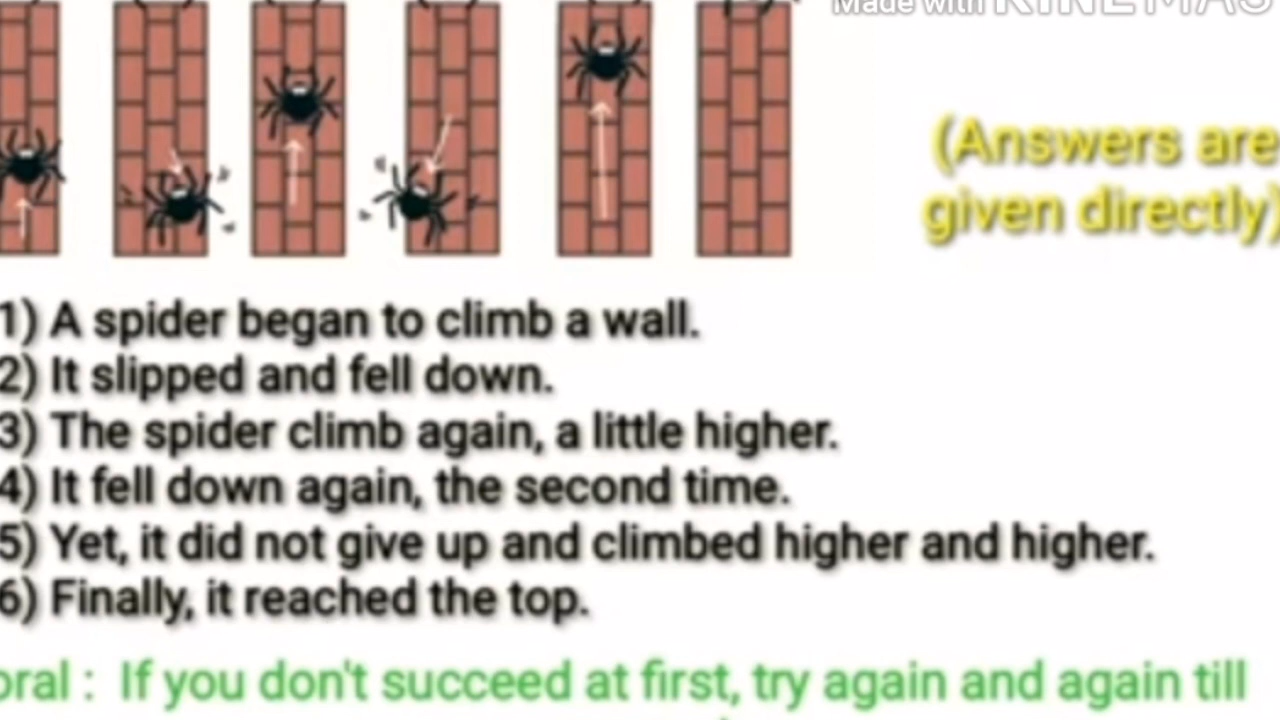 Made with KINEMAS
(Answers are
given directly)
1) A spider began to climb a wall.
2) It slipped and fell down.
3) The spider climb again, a little higher.
4) It fell down again, the second time.
5) Yet, it did not give up and climbed higher and higher.
6) Finally, it reached the top.
oral : If you don't succeed at first, try again and again till